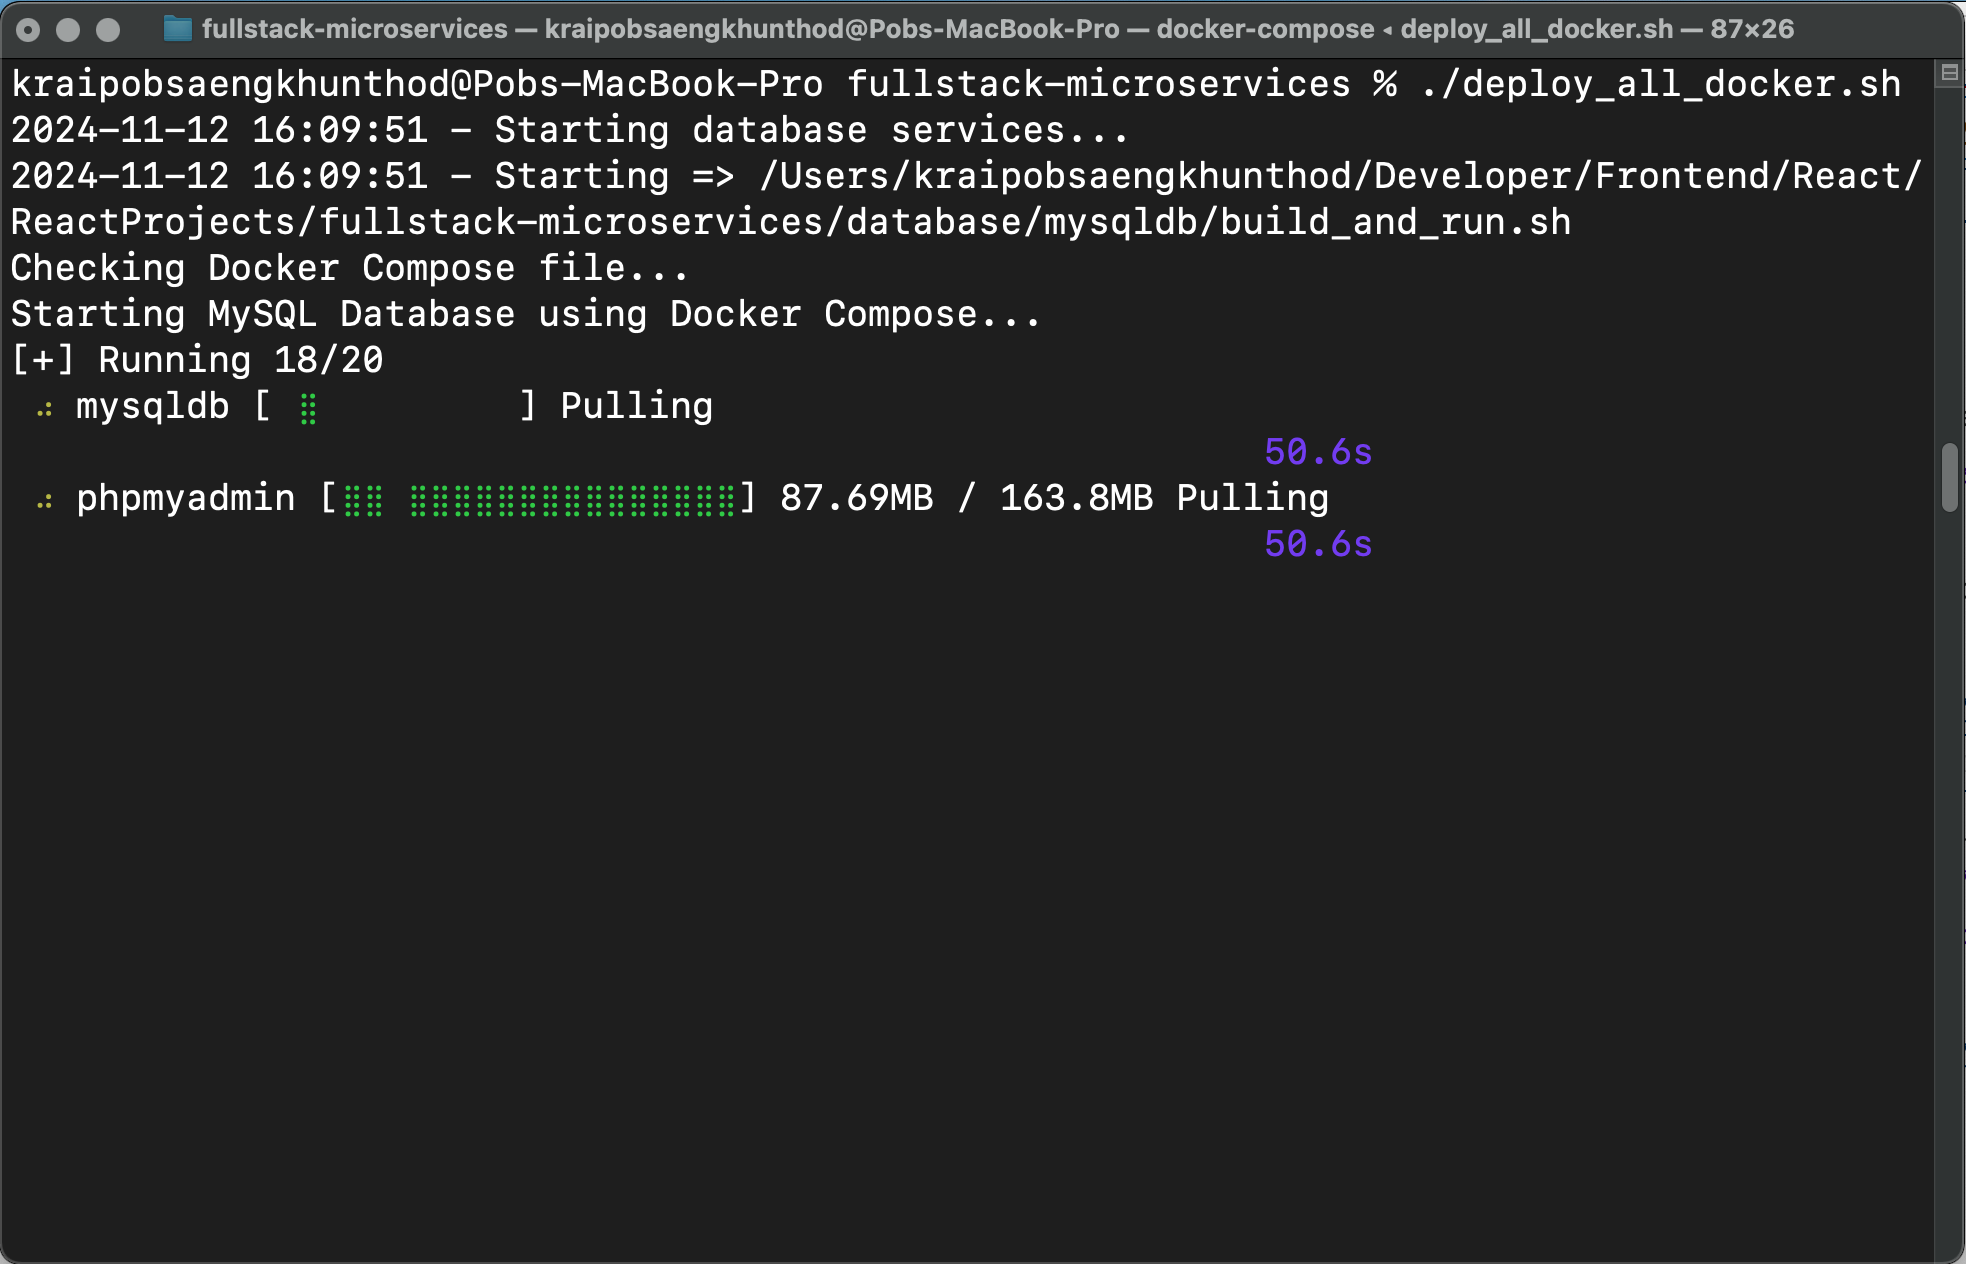 fullstack-microservices — kraipobsaengkhunthod@Pobs-MacBook-Pro — docker-compose ◂ deploy_all_docker.sh — 87×26
kraipobsaengkhunthod@Pobs-MacBook-Pro fullstack-microservices % ./deploy_all_docker.sh
2024-11-12 16:09:51 - Starting database services...
2024-11-12 16:09:51 - Starting => /Users/kraipobsaengkhunthod/Developer/Frontend/React/
ReactProjects/fullstack-microservices/database/mysqldb/build_and_run.sh
Checking Docker Compose file...
Starting MySQL Database using Docker Compose...
[+] Running 18/20
⠴ mysqldb [ ⣿         ] Pulling
50.6s
⠴ phpmyadmin [⣿⣿ ⣿⣿⣿⣿⣿⣿⣿⣿⣿⣿⣿⣿⣿⣿⣿] 87.69MB / 163.8MB Pulling
50.6s